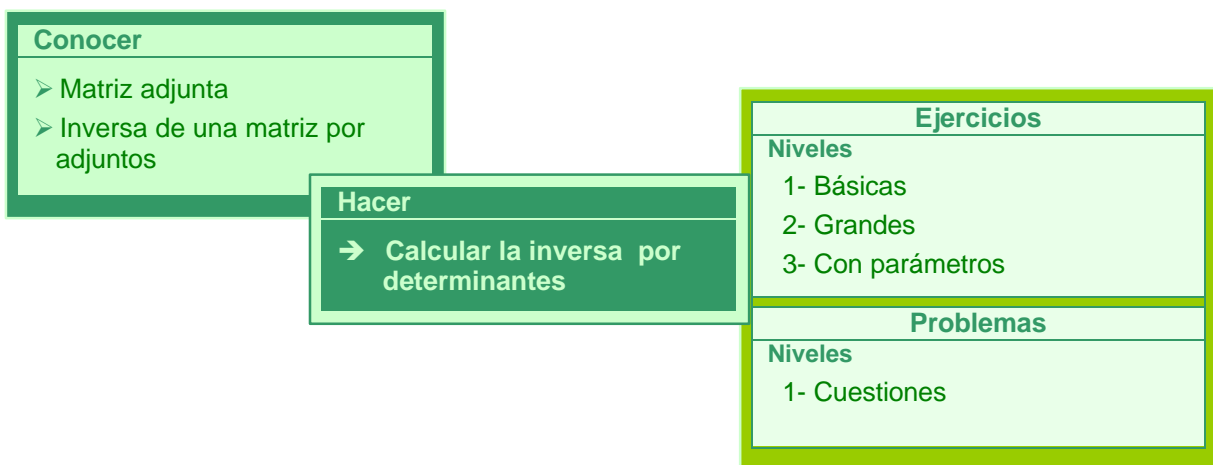 Conocer
➢ Matriz adjunta
➢ Inversa de una matriz por
adjuntos
Hacer
➔ Calcular la inversa por
determinantes
Ejercicios
Niveles
1- Básicas
2- Grandes
3- Con parámetros
Problemas
Niveles
1- Cuestiones